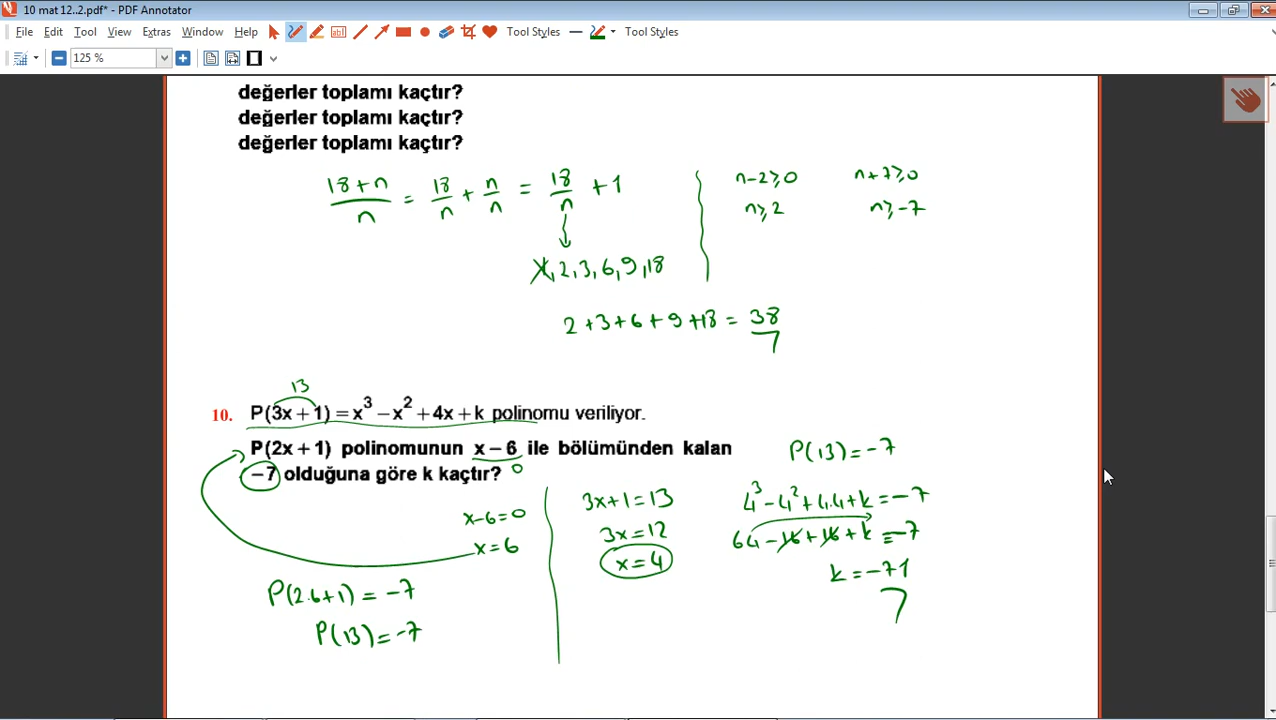 10 mat 12..2.pdf* - PDF Annotator
File Edit Tool View Extras Window Help Tool Styles Tool Styles
125 %
değerler toplamı kaçtır?
değerler toplamı kaçtır?
değerler toplamı kaçtır?
18+n/n = 18/n + n/n = 18/n + 1
1, 2, 3, 6, 9, 18
2+3+6+9+18 = 38
n-2≥0 n+7≥0
n≥2 n≥-7
13
10. P(3x+1) = x³ – x² + 4x + k polinomu veriliyor.
P(2x+1) polinomunun x – 6 ile bölümünden kalan
–7 olduğuna göre k kaçtır? 0
x-6=0
x=6
P(2.6+1) = -7
P(13) = -7
3x+1=13
3x=12
x=4
P(13) = -7
4³-4²+4.4+k=-7
64-16+16+k=-7
k=-71